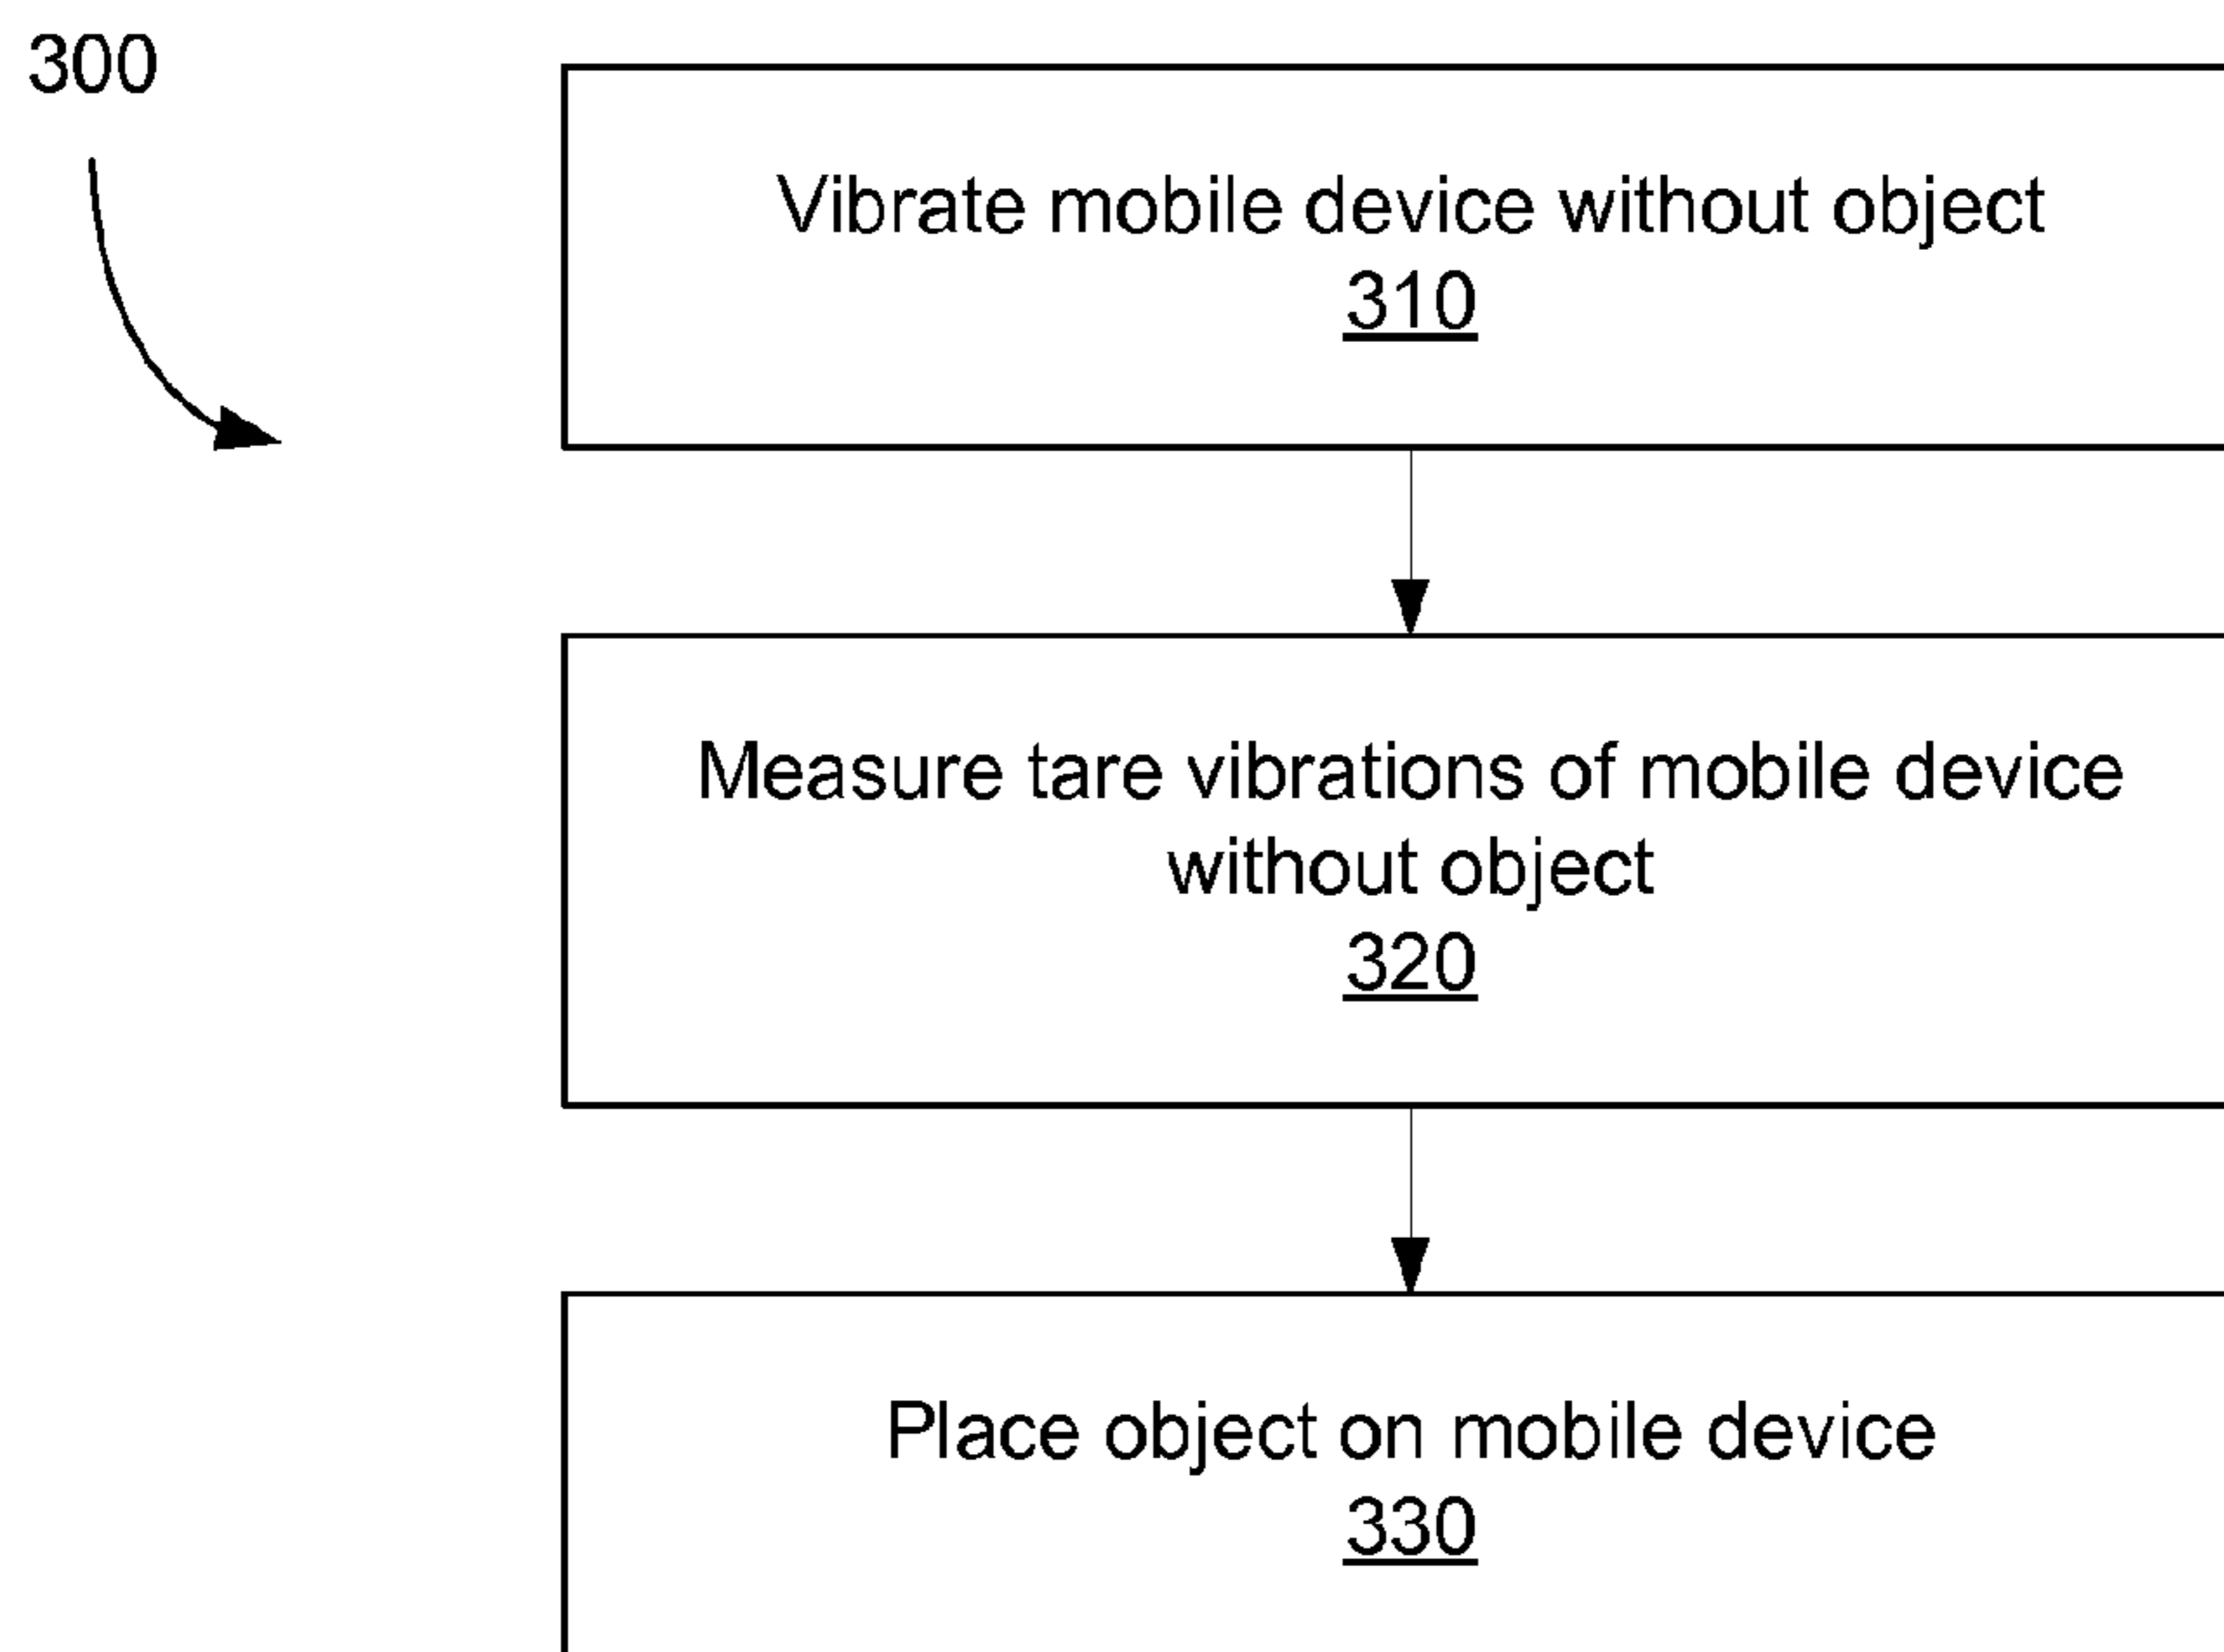 300
Vibrate mobile device without object
310
Measure tare vibrations of mobile device
without object
320
Place object on mobile device
330